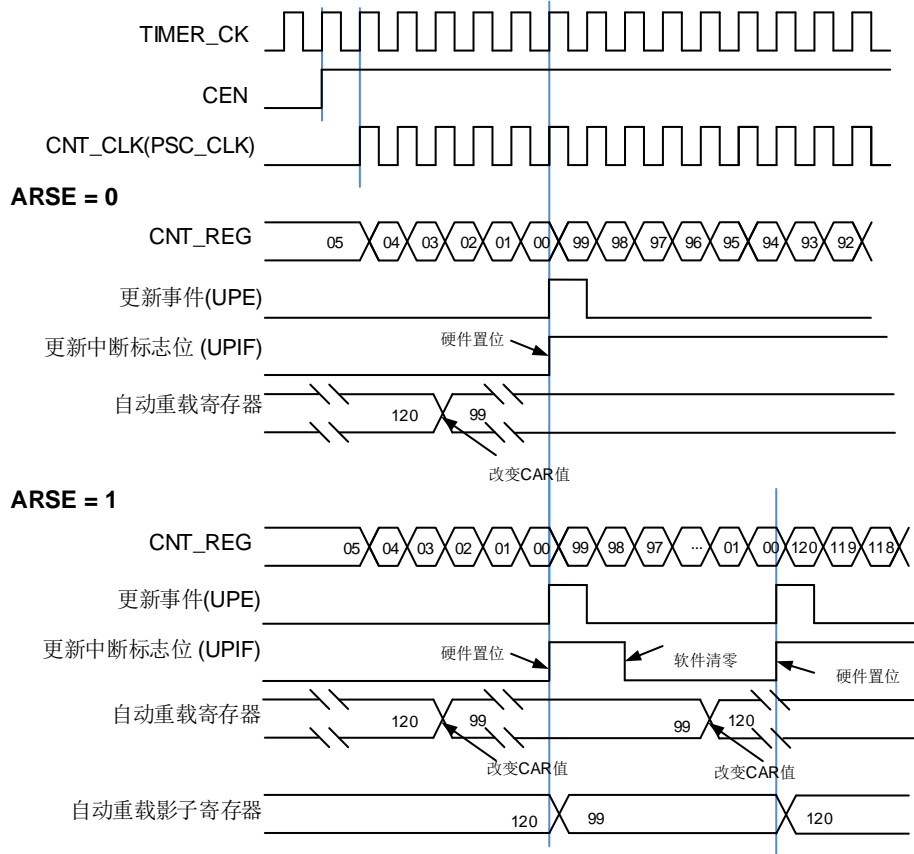 TIMER_CK
CEN
CNT_CLK(PSC_CLK)
ARSE = 0
CNT_REG 05 04 03 02 01 00 99 98 97 96 95 94 93 92
更新事件(UPE)
更新中断标志位 (UPIF) 硬件置位
自动重载寄存器 120 99
改变CAR值
ARSE = 1
CNT_REG 05 04 03 02 01 00 99 98 97 ... 01 00 120 119 118
更新事件(UPE)
更新中断标志位 (UPIF) 硬件置位 软件清零 硬件置位
自动重载寄存器 120 99 99 120
改变CAR值 改变CAR值
自动重载影子寄存器 120 99 120